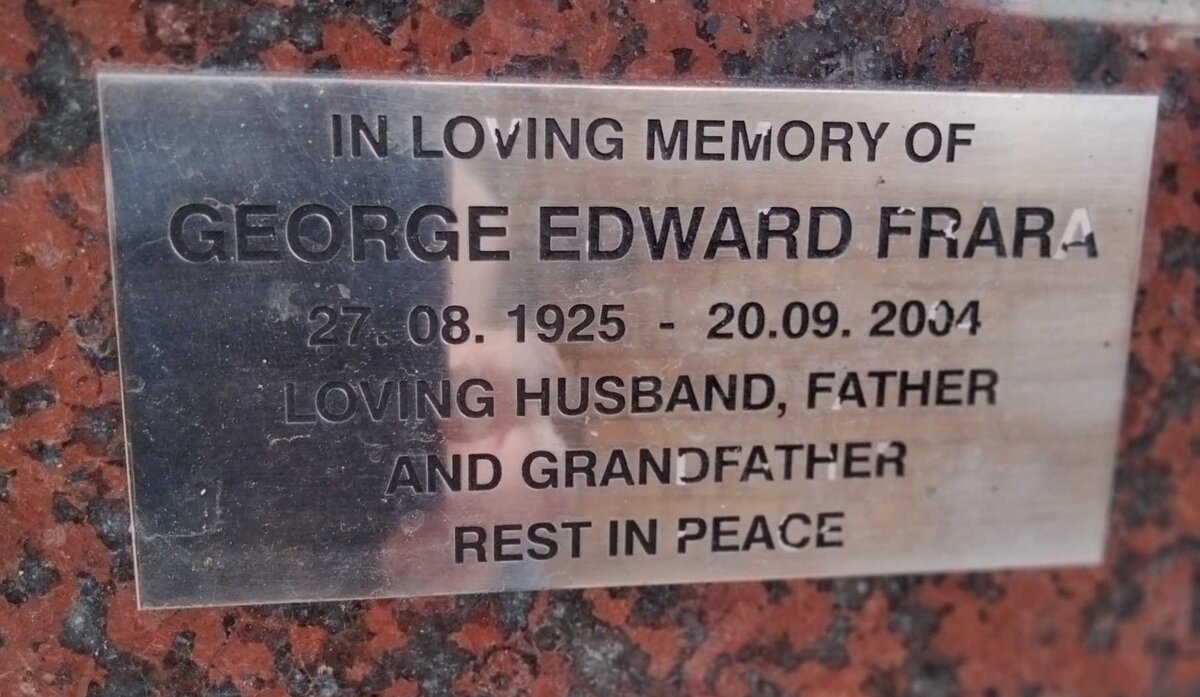 IN LOVING MEMORY OF
GEORGE EDWARD FRARA
27. 08. 1925 - 20.09. 2004
LOVING HUSBAND, FATHER
AND GRANDFATHER
REST IN PEACE